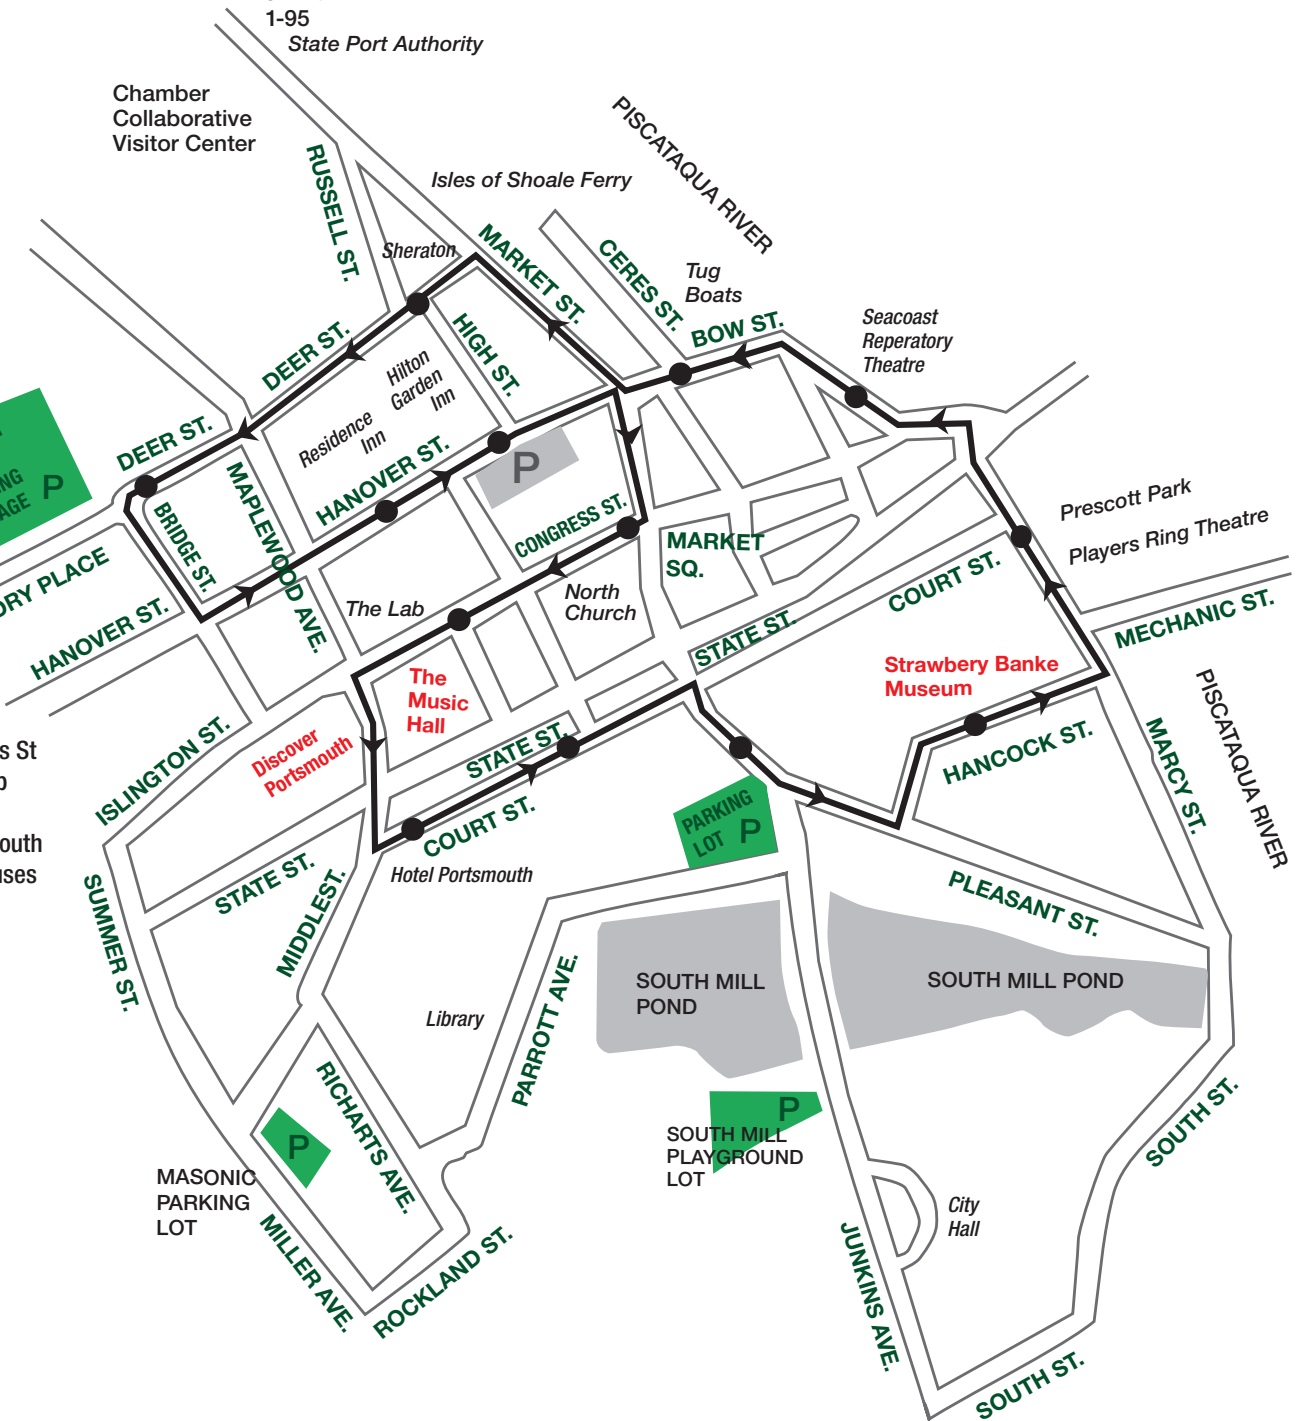 1-95
State Port Authority
Chamber
Collaborative
Visitor Center
PISCATAQUA RIVER
RUSSELL ST.
Isles of Shoale Ferry
Sheraton
MARKET ST.
CERES ST.
Tug
Boats
BOW ST.
Seacoast
Reperatory
Theatre
DEER ST.
HIGH ST.
Hilton
Garden
Inn
Residence
Inn
DEER ST.
HANOVER ST.
P
P
MAPLEWOOD AVE.
BRIDGE ST.
CONGRESS ST.
MARKET
SQ.
Prescott Park
Players Ring Theatre
COURT ST.
MECHANIC ST.
HANOVER ST.
The Lab
North
Church
STATE ST.
The
Music
Hall
Strawbery Banke
Museum
PISCATAQUA RIVER
Discover
Portsmouth
ISLINGTON ST.
STATE ST.
HANCOCK ST.
MARCY ST.
COURT ST.
PARKING
LOT P
Hotel Portsmouth
STATE ST.
MIDDLEST.
SUMMER ST.
PLEASANT ST.
SOUTH MILL
POND
SOUTH MILL POND
Library
PARROTT AVE.
RICHARTS AVE.
P
MASONIC
PARKING
LOT
P
SOUTH MILL
PLAYGROUND
LOT
SOUTH ST.
City
Hall
MILLER AVE.
ROCKLAND ST.
JUNKINS AVE.
SOUTH ST.